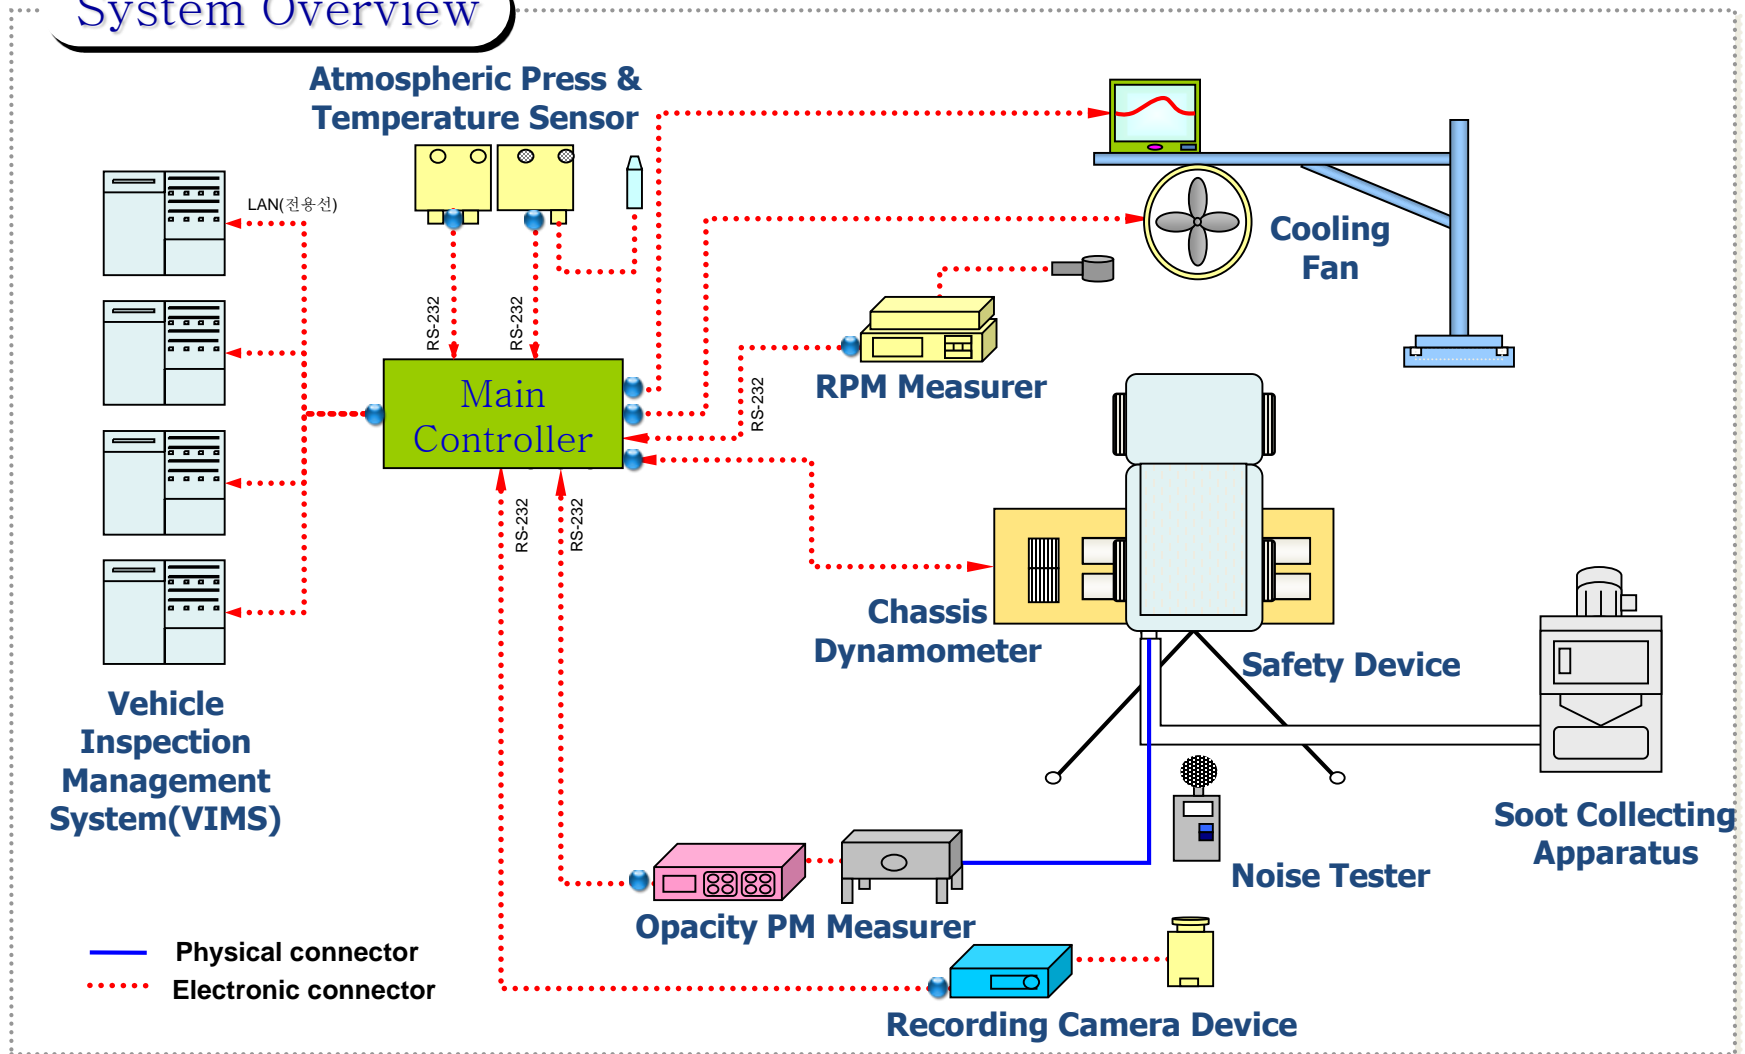 System Overview
Atmospheric Press &
Temperature Sensor
LAN(전용선)
Cooling
Fan
RS-232
RS-232
RPM Measurer
RS-232
Main
Controller
RS-232
RS-232
Chassis
Dynamometer
Safety Device
Vehicle
Inspection
Management
System(VIMS)
Soot Collecting
Apparatus
Noise Tester
Opacity PM Measurer
Physical connector
Electronic connector
Recording Camera Device